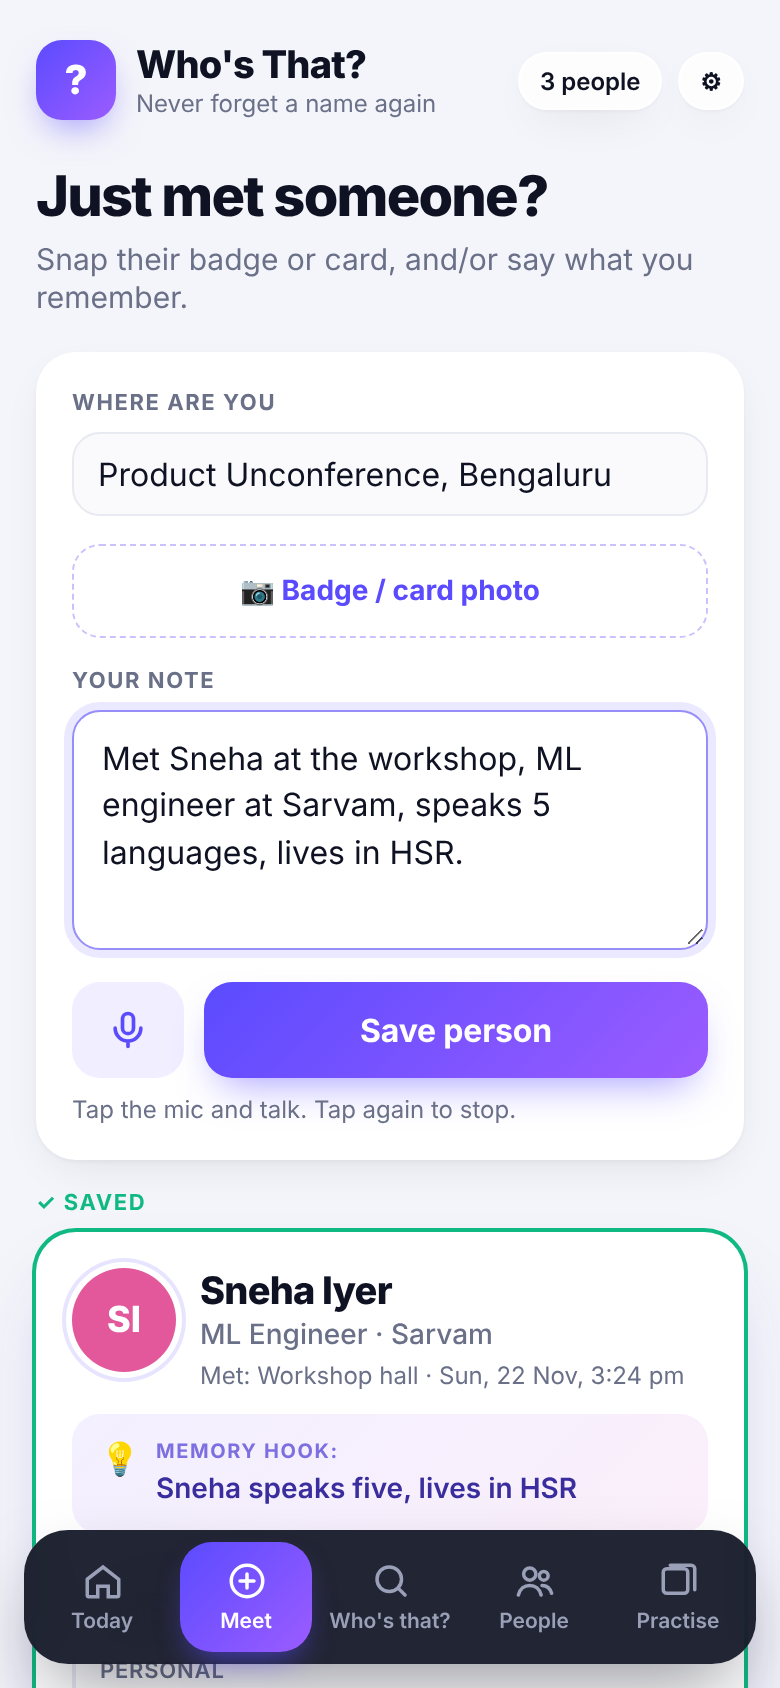 ?
Who's That?
Never forget a name again
3 people
Just met someone?
Snap their badge or card, and/or say what you
remember.
WHERE ARE YOU
Product Unconference, Bengaluru
Badge / card photo
YOUR NOTE
Met Sneha at the workshop, ML
engineer at Sarvam, speaks 5
languages, lives in HSR.
Save person
Tap the mic and talk. Tap again to stop.
✓ SAVED
SI
Sneha Iyer
ML Engineer · Sarvam
Met: Workshop hall · Sun, 22 Nov, 3:24 pm
MEMORY HOOK:
Sneha speaks five, lives in HSR
Today
Meet
Who's that?
People
Practise
PERSONAL